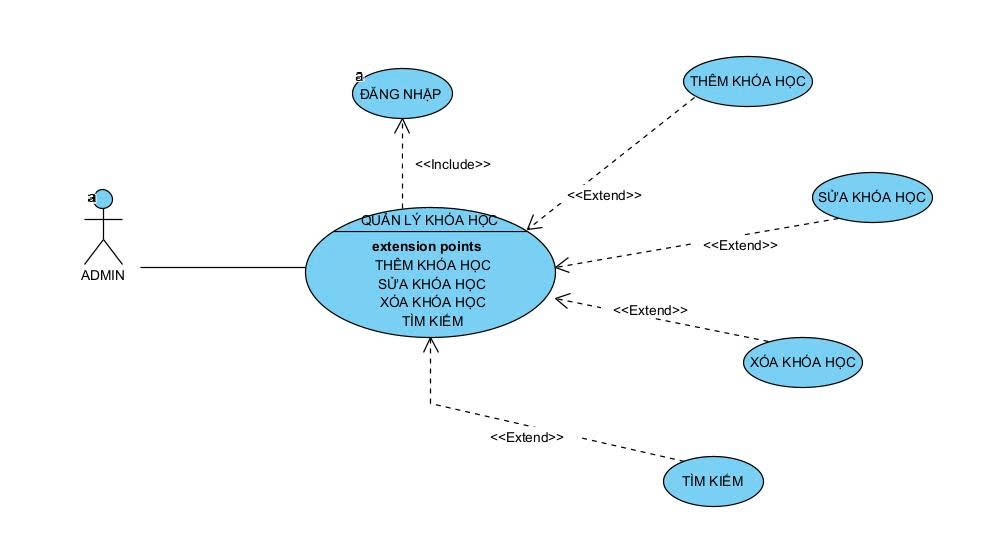 a
ĐĂNG NHẬP
THÊM KHÓA HỌC
<<Include>>
<<Extend>>
SỬA KHÓA HỌC
a
ADMIN
QUẢN LÝ KHÓA HỌC
extension points
THÊM KHÓA HỌC
SỬA KHÓA HỌC
XÓA KHÓA HỌC
TÌM KIẾM
<<Extend>>
<<Extend>>
XÓA KHÓA HỌC
<<Extend>>
TÌM KIẾM